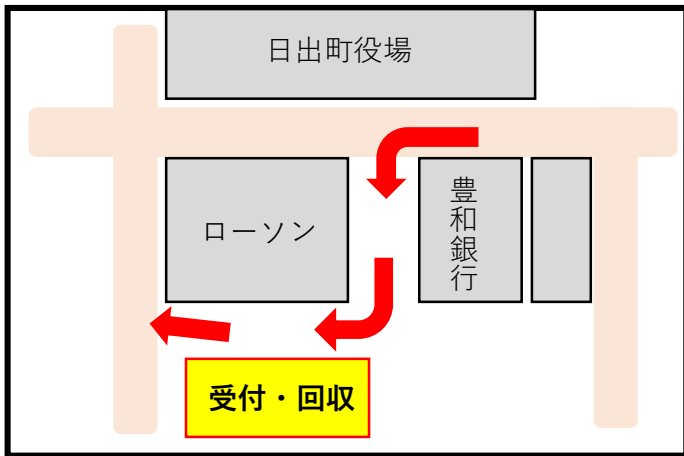 日出町役場
ローソン
豊和銀行
受付・回収